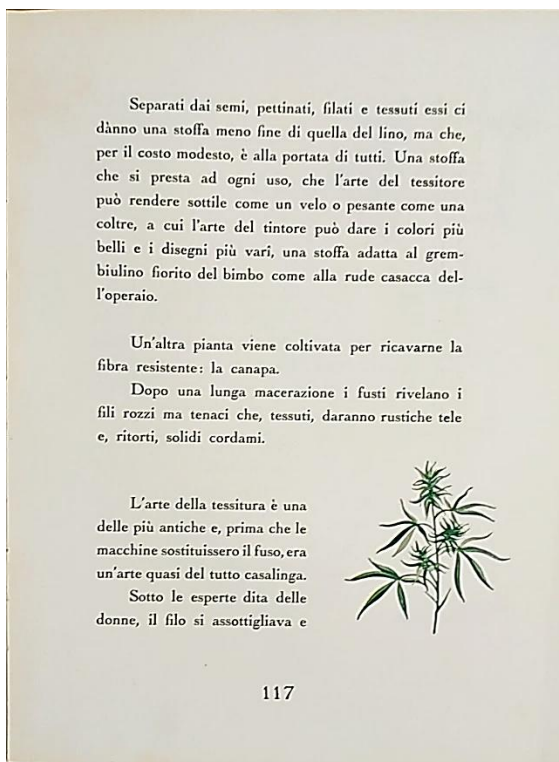 Separati dai semi, pettinati, filati e tessuti essi ci
dànno una stoffa meno fine di quella del lino, ma che,
per il costo modesto, è alla portata di tutti. Una stoffa
che si presta ad ogni uso, che l'arte del tessitore
può rendere sottile come un velo o pesante come una
coltre, a cui l'arte del tintore può dare i colori più
belli e i disegni più vari, una stoffa adatta al grem-
biulino fiorito del bimbo come alla rude casacca del-
l'operaio.
Un'altra pianta viene coltivata per ricavarne la
fibra resistente: la canapa.
Dopo una lunga macerazione i fusti rivelano i
fili rozzi ma tenaci che, tessuti, daranno rustiche tele
e, ritorti, solidi cordami.
L'arte della tessitura è una
delle più antiche e, prima che le
macchine sostituissero il fuso, era
un'arte quasi del tutto casalinga.
Sotto le esperte dita delle
donne, il filo si assottigliava e
117